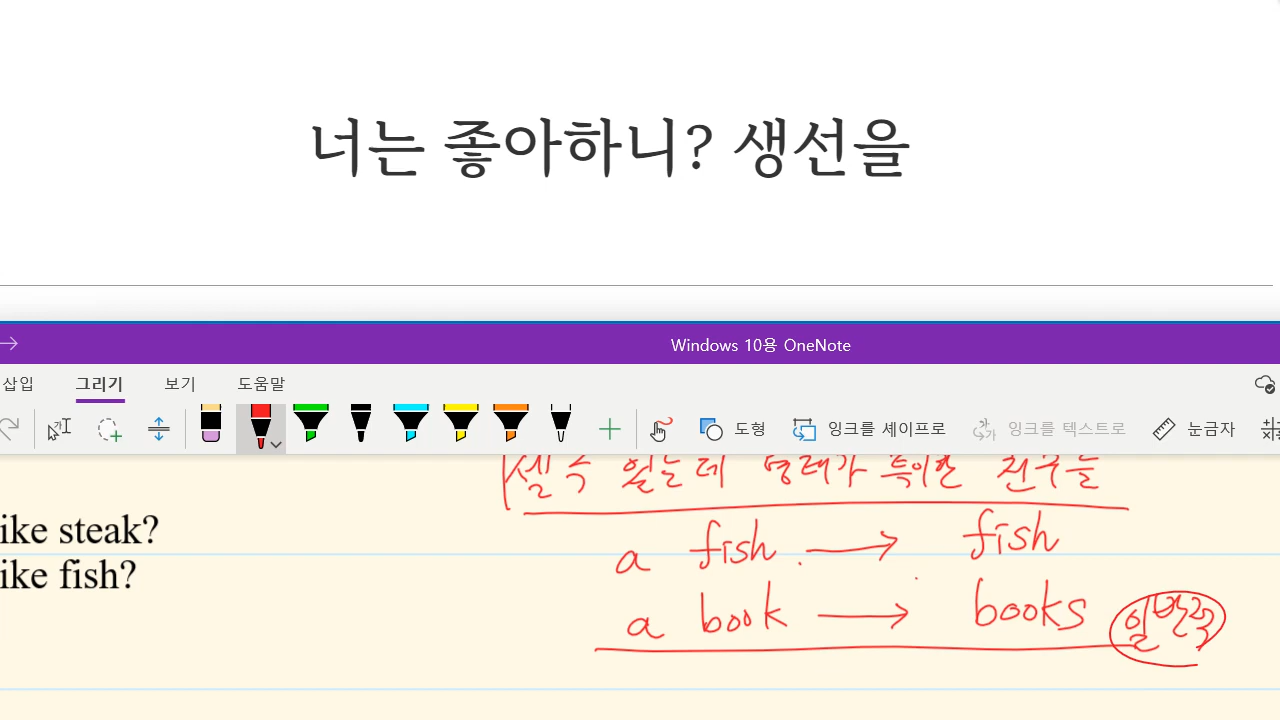 너는 좋아하니? 생선을
Windows 10용 OneNote
삽입 그리기 보기 도움말
도형 잉크를 셰이프로 잉크를 텍스트로 눈금자
셀 수 있는데 형태가 특이한 친구들
ike steak?
a fish → fish
ike fish?
a book → books 일반적